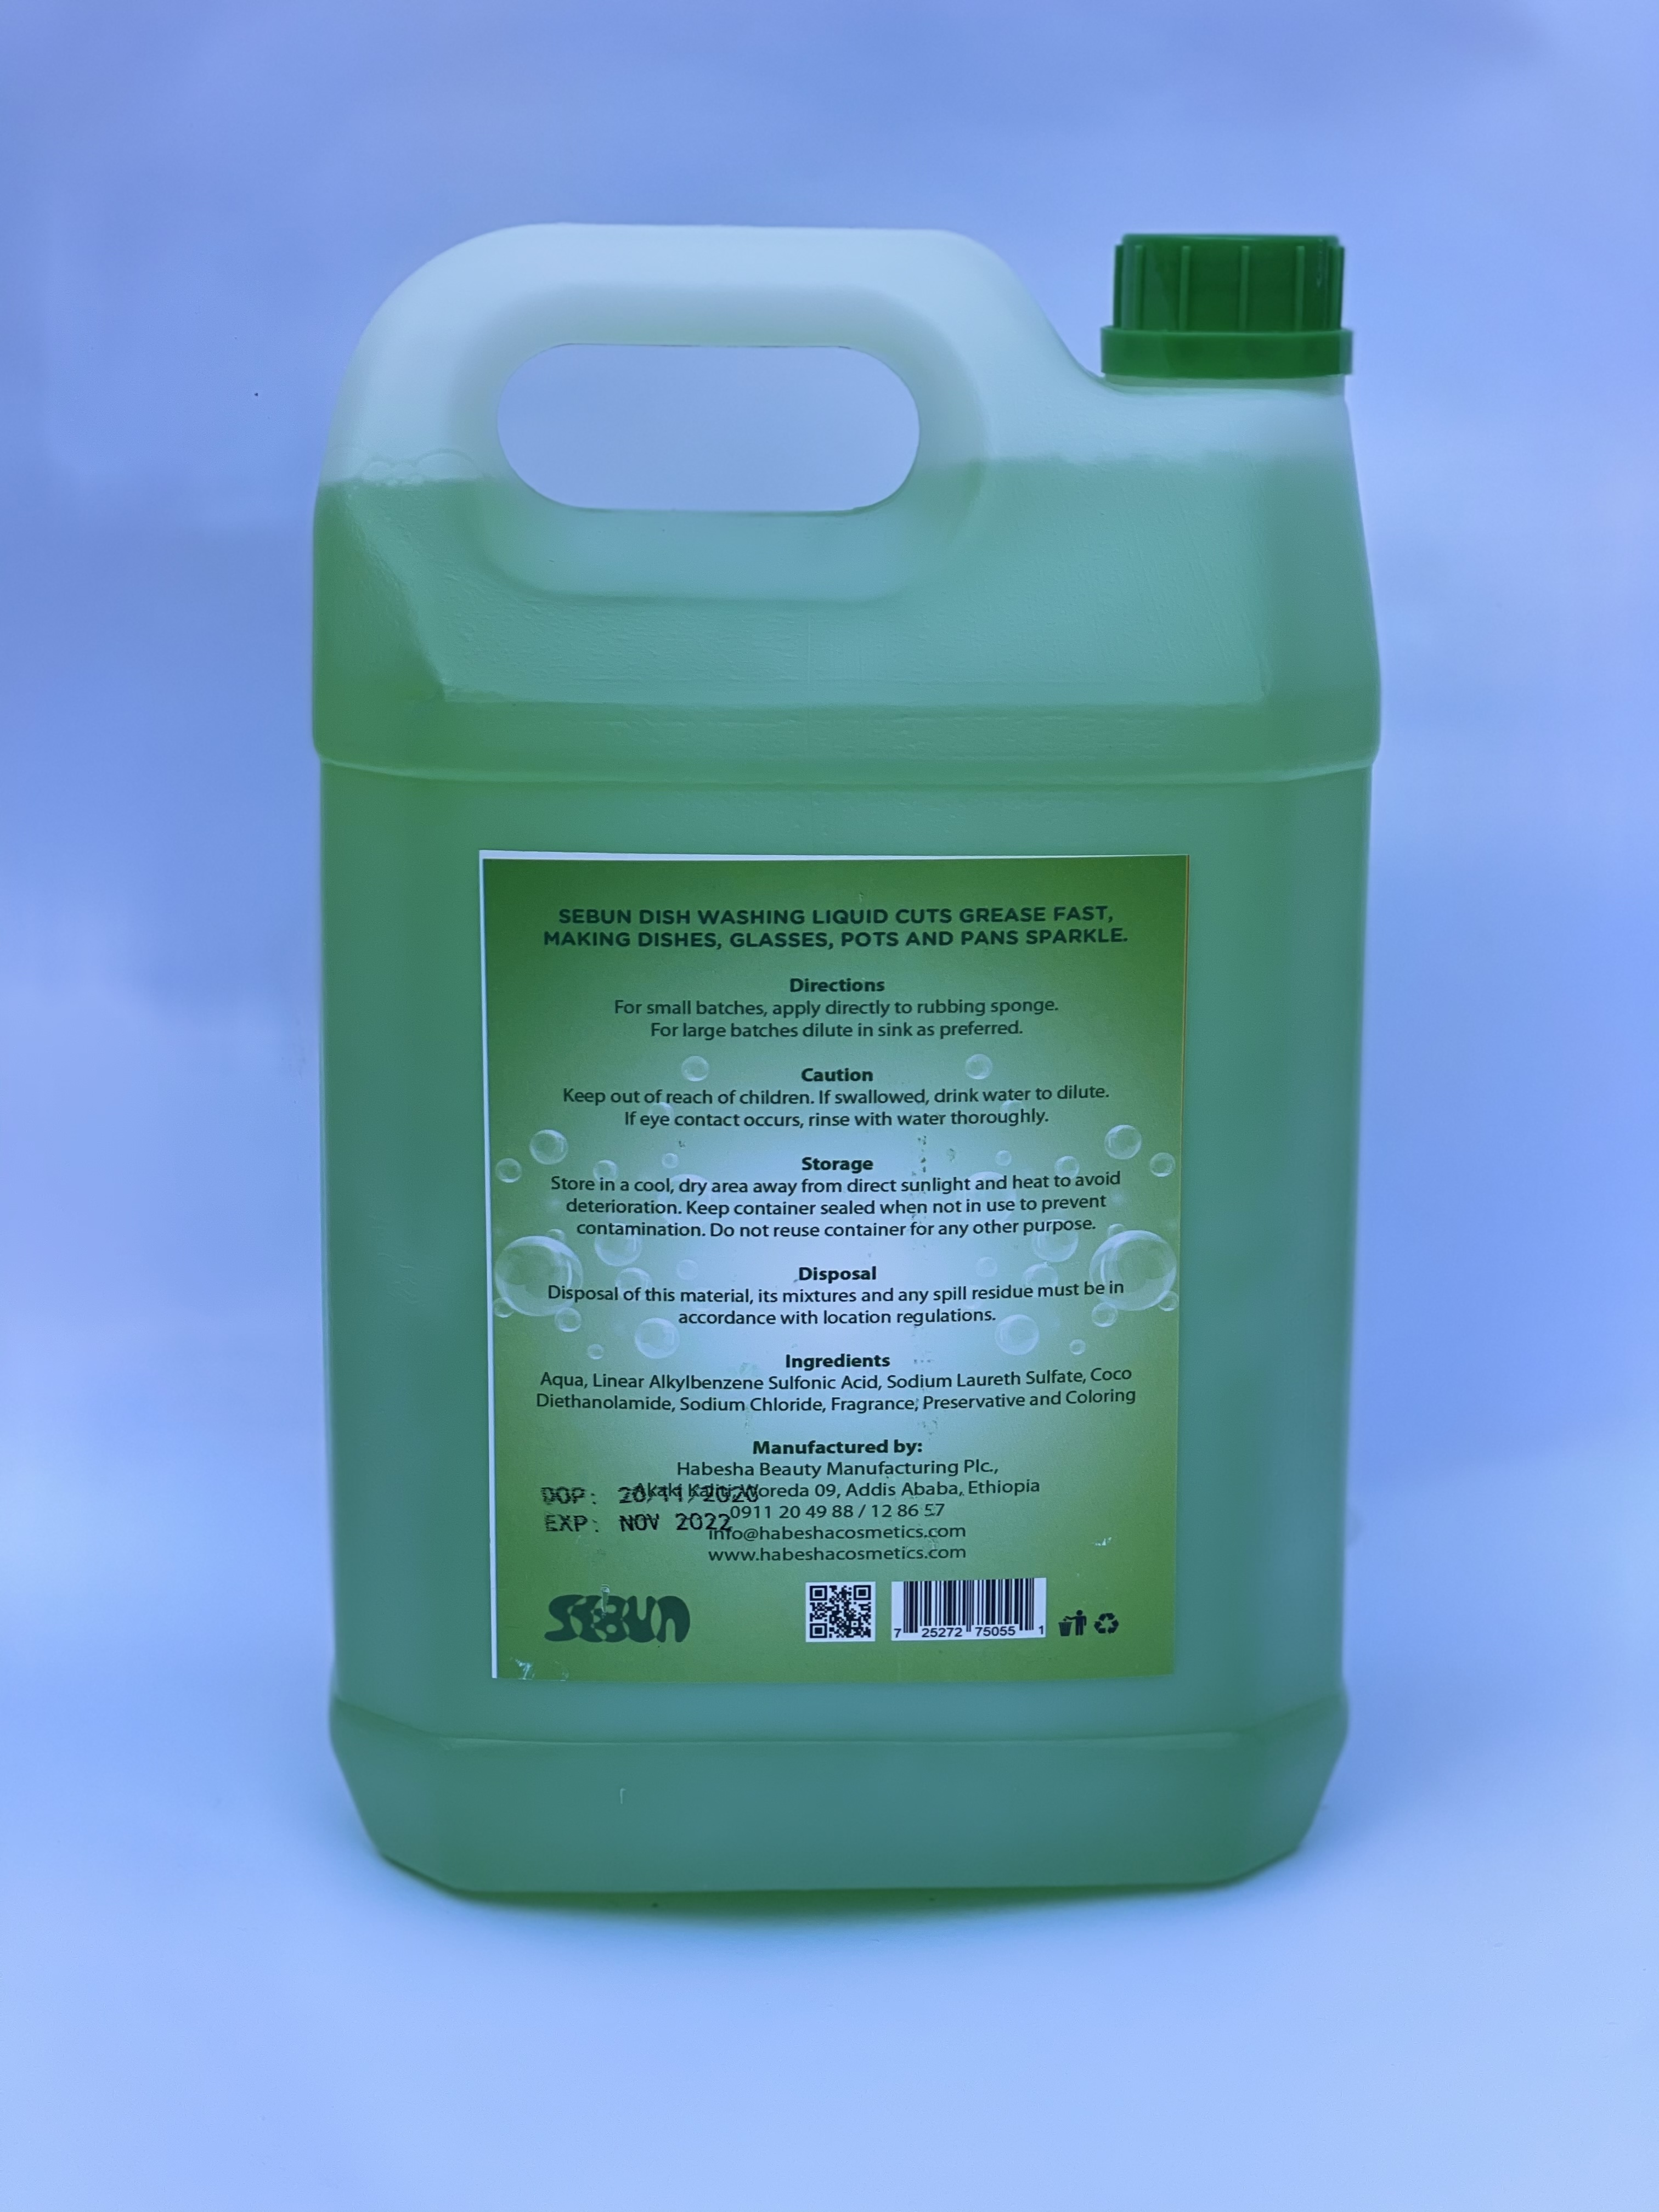 SEBUN DISH WASHING LIQUID CUTS GREASE FAST,
MAKING DISHES, GLASSES, POTS AND PANS SPARKLE.
Directions
For small batches, apply directly to rubbing sponge.
For large batches dilute in sink as preferred.
Caution
Keep out of reach of children. If swallowed, drink water to dilute.
If eye contact occurs, rinse with water thoroughly.
Storage
Store in a cool, dry area away from direct sunlight and heat to avoid
deterioration. Keep container sealed when not in use to prevent
contamination. Do not reuse container for any other purpose.
Disposal
Disposal of this material, its mixtures and any spill residue must be in
accordance with location regulations.
Ingredients
Aqua, Linear Alkylbenzene Sulfonic Acid, Sodium Laureth Sulfate, Coco
Diethanolamide, Sodium Chloride, Fragrance, Preservative and Coloring
Manufactured by:
Habesha Beauty Manufacturing Plc.,
Akaki Kaliti, Woreda 09, Addis Ababa, Ethiopia
0911 20 49 88 / 12 86 57
info@habeshacosmetics.com
www.habeshacosmetics.com
DOP: 26/11/2020
EXP: NOV 2022
SEBUN
7 25272 75055 1